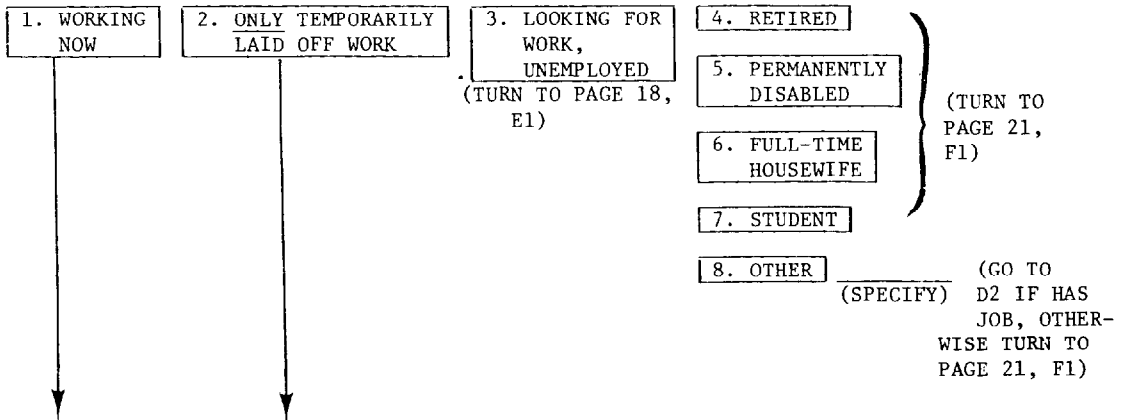 1. WORKING
NOW
2. ONLY TEMPORARILY
LAID OFF WORK
3. LOOKING FOR
WORK,
UNEMPLOYED
(TURN TO PAGE 18,
E1)
4. RETIRED
5. PERMANENTLY
DISABLED
6. FULL-TIME
HOUSEWIFE
7. STUDENT
(TURN TO
PAGE 21,
F1)
8. OTHER
(SPECIFY)
(GO TO
D2 IF HAS
JOB, OTHER-
WISE TURN TO
PAGE 21, F1)